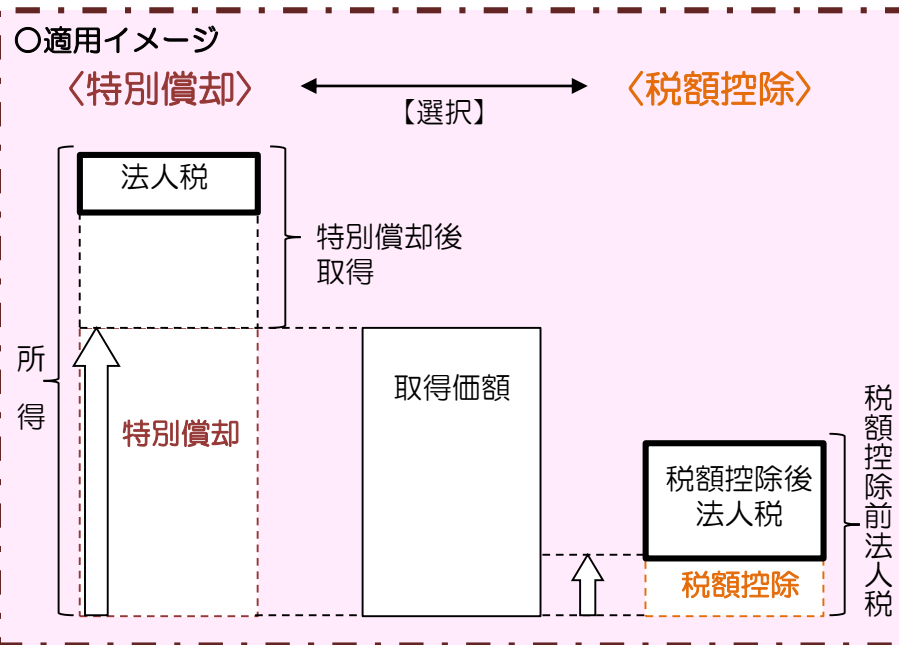 〇適用イメージ
〈特別償却〉
【選択】
〈税額控除〉
法人税
特別償却後
取得
所得
特別償却
取得価額
税額控除後
法人税
税額控除
税額控除前法人税